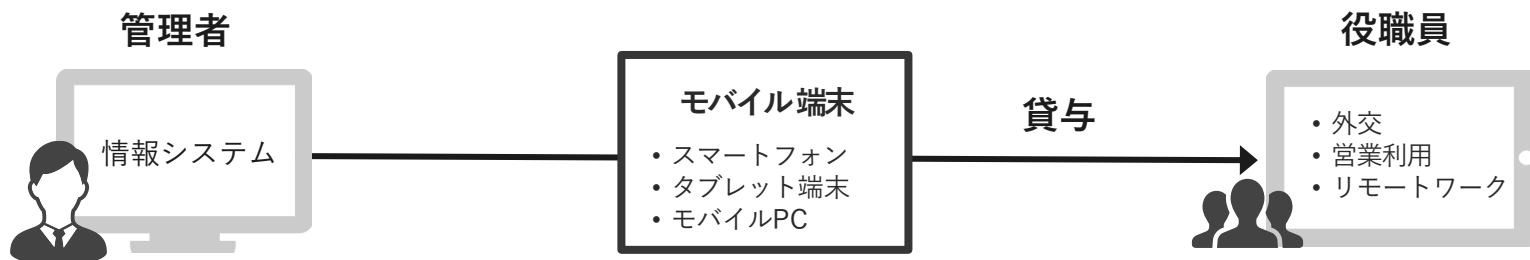 管理者
情報システム
モバイル端末
• スマートフォン
• タブレット端末
• モバイルPC
貸与
役職員
• 外交
• 営業利用
• リモートワーク